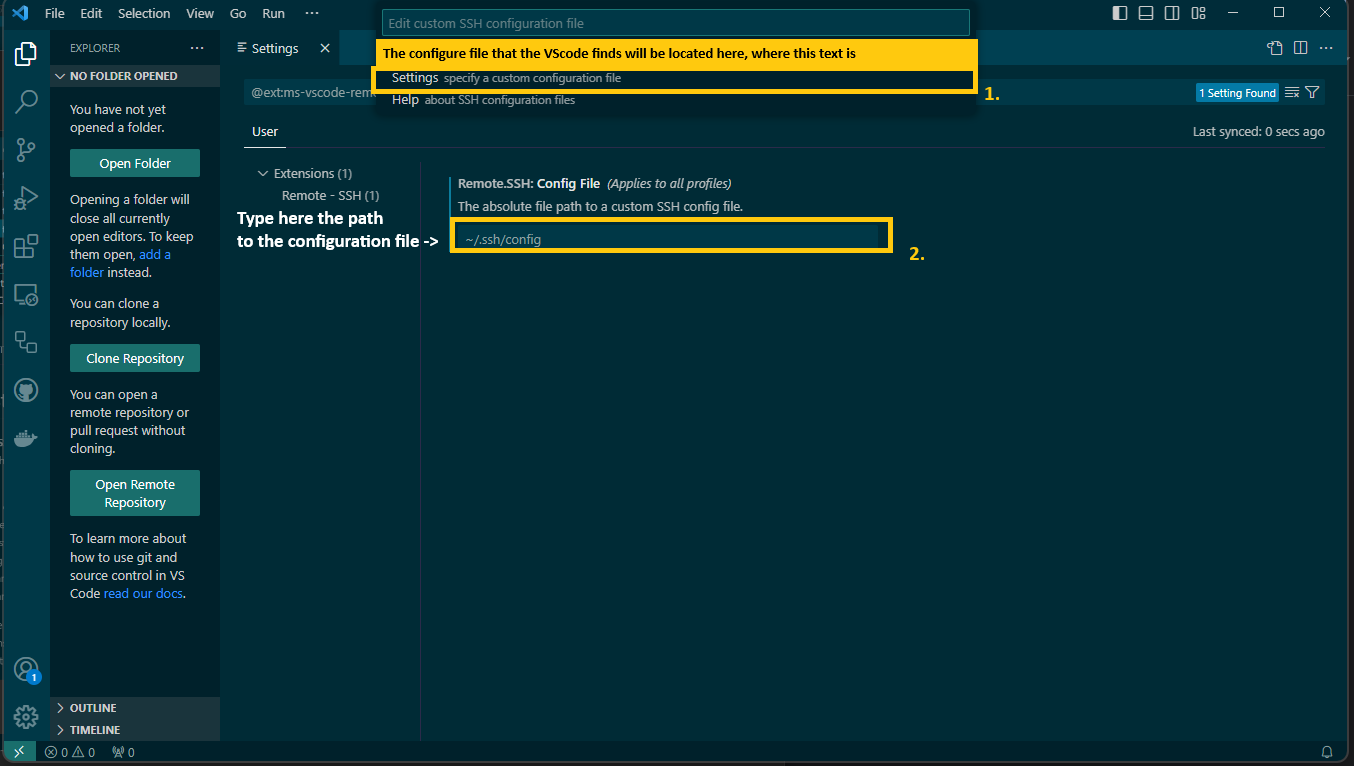 File Edit Selection View Go Run ...
Edit custom SSH configuration file
The configure file that the VScode finds will be located here, where this text is
Settings specify a custom configuration file
Help about SSH configuration files
1.
EXPLORER ...
Settings
NO FOLDER OPENED
You have not yet
opened a folder.
Open Folder
Opening a folder will
close all currently
open editors. To keep
them open, add a
folder instead.
You can clone a
repository locally.
Clone Repository
You can open a
remote repository or
pull request without
cloning.
Open Remote
Repository
To learn more about
how to use git and
source control in VS
Code read our docs.
OUTLINE
TIMELINE
@ext:ms-vscode-rem
1 Setting Found
User
Last synced: 0 secs ago
Extensions (1)
Remote - SSH (1)
Type here the path
to the configuration file ->
Remote.SSH: Config File (Applies to all profiles)
The absolute file path to a custom SSH config file.
~/.ssh/config
2.
1
0 0 0